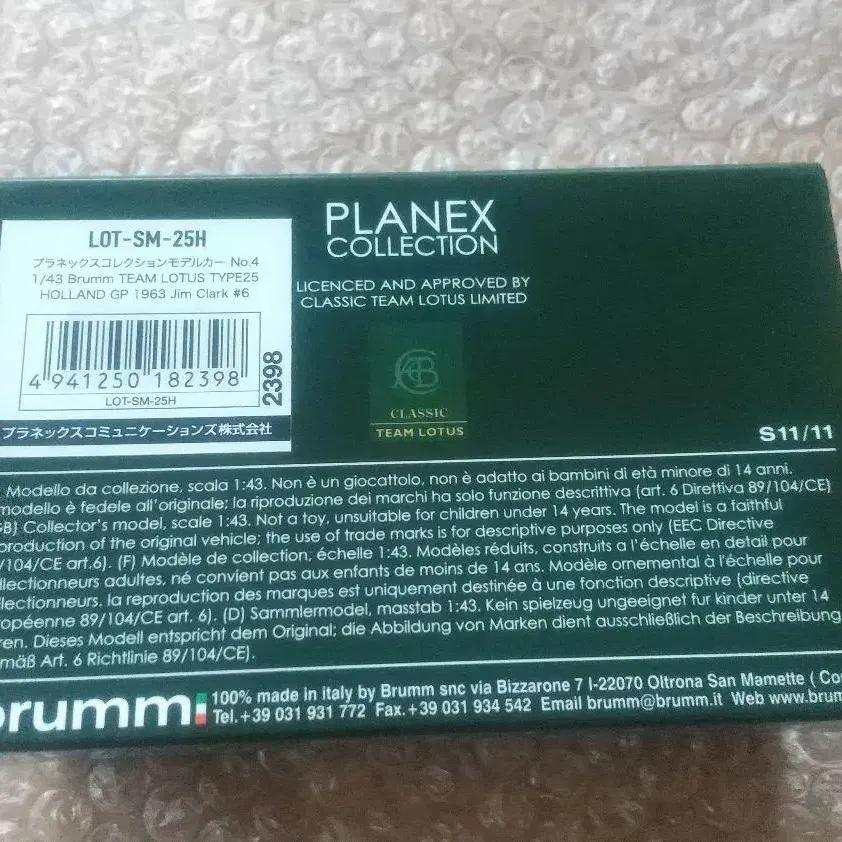 LOT-SM-25H
プラネックスコレクションモデルカー No.4
1/43 Brumm TEAM LOTUS TYPE25
HOLLAND GP 1963 Jim Clark #6
4 941250 182398
2398
LOT-SM-25H
プラネックスコミュニケーションズ株式会社
PLANEX
COLLECTION
LICENCED AND APPROVED BY
CLASSIC TEAM LOTUS LIMITED
CLASSIC
TEAM LOTUS
S11/11
Modello da collezione, scala 1:43. Non è un giocattolo, non è adatto ai bambini di età minore di 14 anni.
modello è fedele all'originale; la riproduzione dei marchi ha solo funzione descrittiva (art. 6 Direttiva 89/104/CE)
GB) Collector's model, scale 1:43. Not a toy, unsuitable for children under 14 years. The model is a faithful
production of the original vehicle; the use of trade marks is for descriptive purposes only (EEC Directive
/104/CE art.6). (F) Modèle de collection, échelle 1:43. Modèles réduits, construits a l'échelle en detail pour
llectionneurs adultes, né convient pas aux enfants de moins de 14 ans. Modèle ornemental à l'échelle pour
llectionneurs, la reproduction des marques est uniquement destinée à une fonction descriptive (directive
ropéenne 89/104/CE art. 6). (D) Sammlermodel, masstab 1:43. Kein spielzeug ungeeignet fur kinder unter 14
ren. Dieses Modell entspricht dem Original; die Abbildung von Marken dient ausschließlich der Beschreibung
mäß Art. 6 Richtlinie 89/104/CE).
brumm
100% made in italy by Brumm snc via Bizzarone 7 I-22070 Oltrona San Mamette ( Co
Tel.+39 031 931 772 Fax.+39 031 934 542 Email brumm@brumm.it Web www.brum